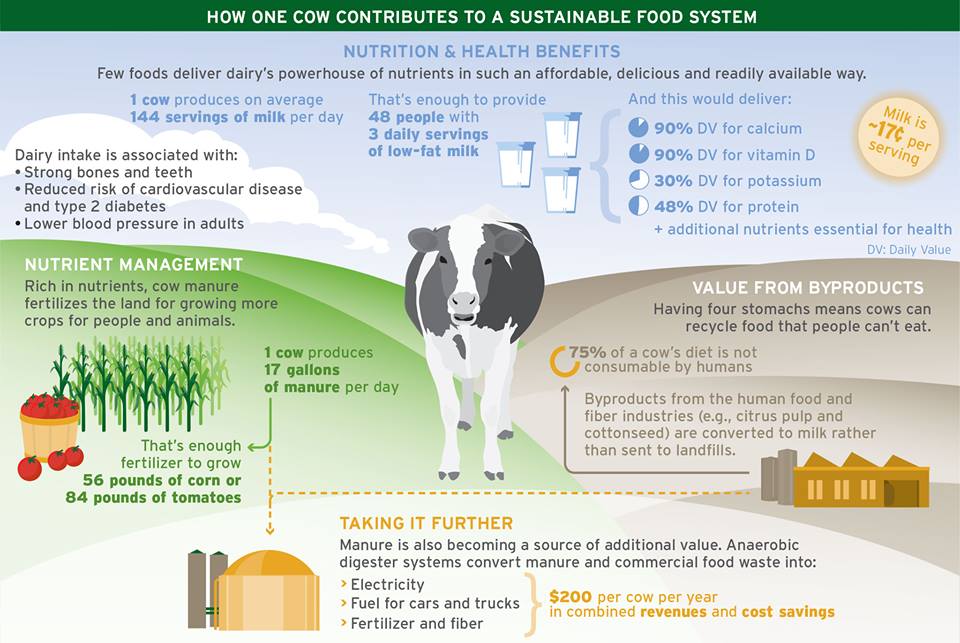 HOW ONE COW CONTRIBUTES TO A SUSTAINABLE FOOD SYSTEM
NUTRITION & HEALTH BENEFITS
Few foods deliver dairy's powerhouse of nutrients in such an affordable, delicious and readily available way.
1 cow produces on average
144 servings of milk per day
That's enough to provide
48 people with
3 daily servings
of low-fat milk
And this would deliver:
90% DV for calcium
90% DV for vitamin D
30% DV for potassium
48% DV for protein
+ additional nutrients essential for health
DV: Daily Value
Milk is
~17¢ per
serving
Dairy intake is associated with:
• Strong bones and teeth
• Reduced risk of cardiovascular disease
and type 2 diabetes
• Lower blood pressure in adults
NUTRIENT MANAGEMENT
Rich in nutrients, cow manure
fertilizes the land for growing more
crops for people and animals.
1 cow produces
17 gallons
of manure per day
That's enough
fertilizer to grow
56 pounds of corn or
84 pounds of tomatoes
VALUE FROM BYPRODUCTS
Having four stomachs means cows can
recycle food that people can't eat.
75% of a cow's diet is not
consumable by humans
Byproducts from the human food and
fiber industries (e.g., citrus pulp and
cottonseed) are converted to milk rather
than sent to landfills.
TAKING IT FURTHER
Manure is also becoming a source of additional value. Anaerobic
digester systems convert manure and commercial food waste into:
> Electricity
> Fuel for cars and trucks
> Fertilizer and fiber
$200 per cow per year
in combined revenues and cost savings